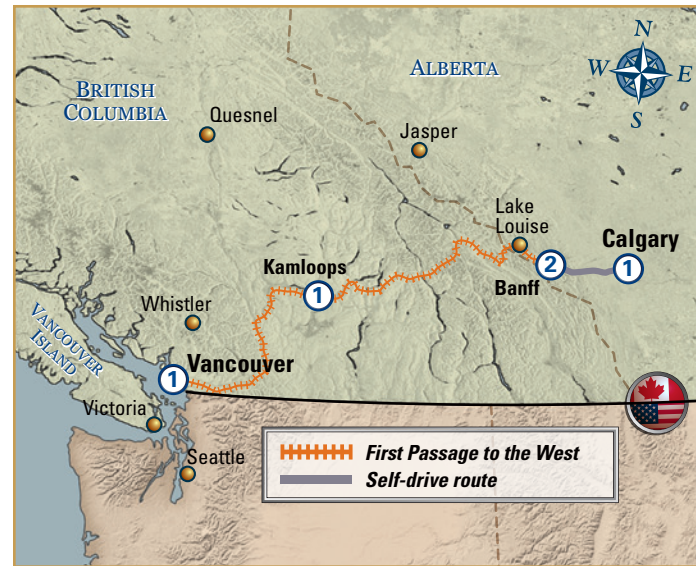 N
W E
S
BRITISH
COLUMBIA
ALBERTA
Quesnel
Jasper
Lake
Louise
Calgary
1
2
Banff
Kamloops
1
Whistler
VANCOUVER
ISLAND
Vancouver
1
Victoria
Seattle
First Passage to the West
Self-drive route